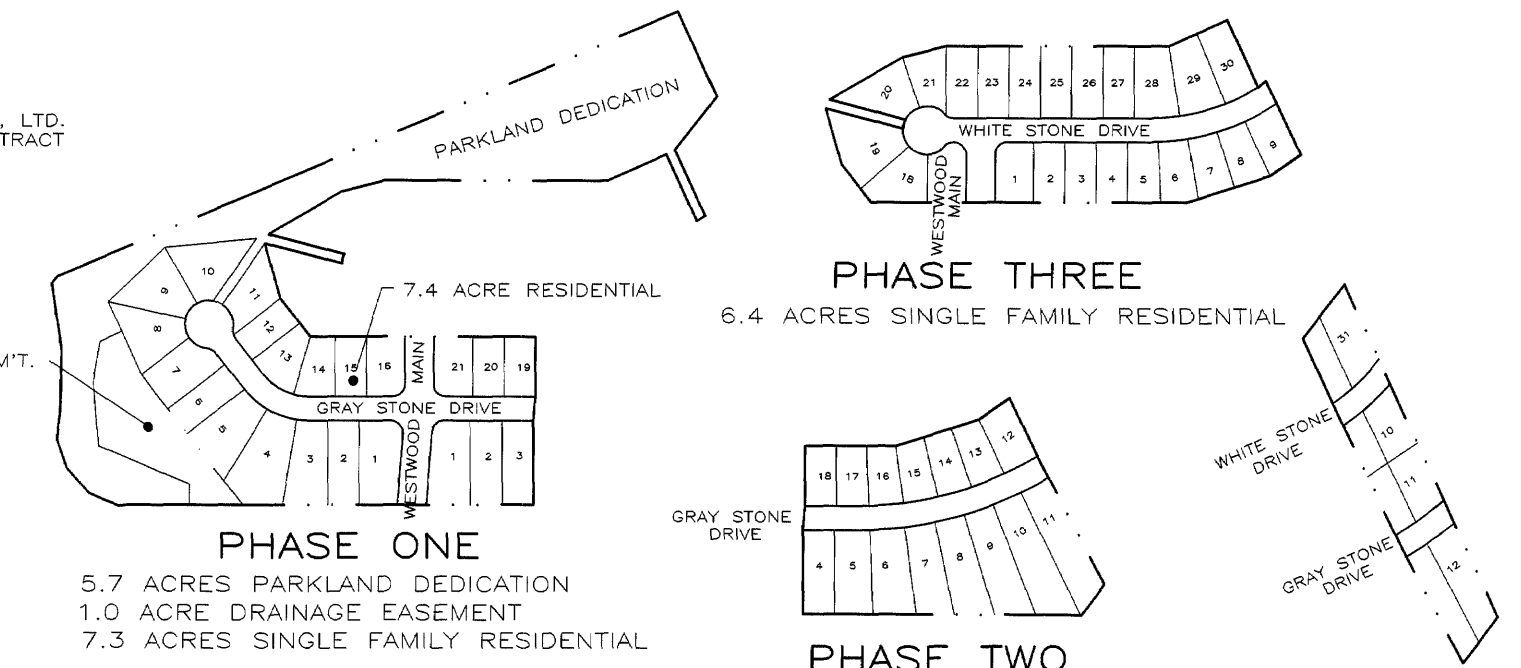 , LTD.
TRACT
PARKLAND DEDICATION
10
9
11
8
12
7
13
6
5
4
14
15
16
MAIN
21
20
19
7.4 ACRE RESIDENTIAL
M'T.
GRAY STONE DRIVE
3
2
1
WESTWOOD
1
2
3
PHASE ONE
5.7 ACRES PARKLAND DEDICATION
1.0 ACRE DRAINAGE EASEMENT
7.3 ACRES SINGLE FAMILY RESIDENTIAL
20
21
22
23
24
25
26
27
28
29
30
WHITE STONE DRIVE
19
18
WESTWOOD
MAIN
1
2
3
4
5
6
7
8
9
PHASE THREE
6.4 ACRES SINGLE FAMILY RESIDENTIAL
18
17
16
15
14
13
12
GRAY STONE
DRIVE
4
5
6
7
8
9
10
11
PHASE TWO
31
WHITE STONE
DRIVE
10
11
GRAY STONE
DRIVE
12